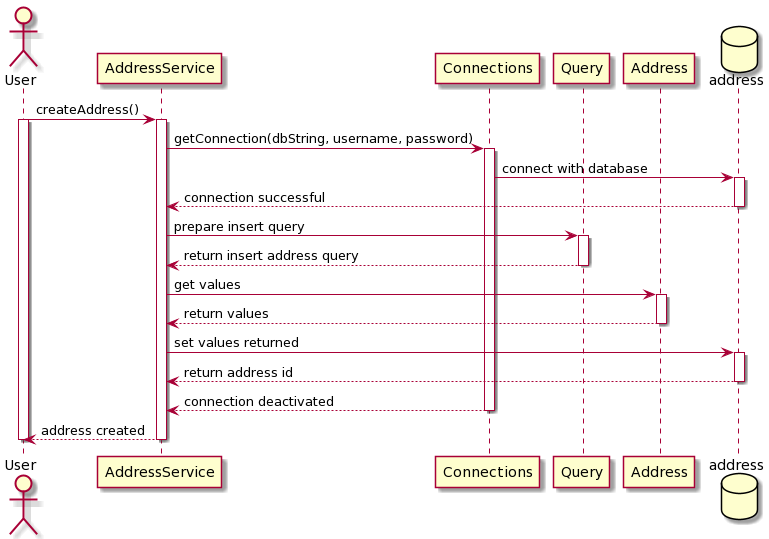 User
AddressService
Connections
Query
Address
address
createAddress()
getConnection(dbString, username, password)
connect with database
connection successful
prepare insert query
return insert address query
get values
return values
set values returned
return address id
connection deactivated
address created
User
AddressService
Connections
Query
Address
address